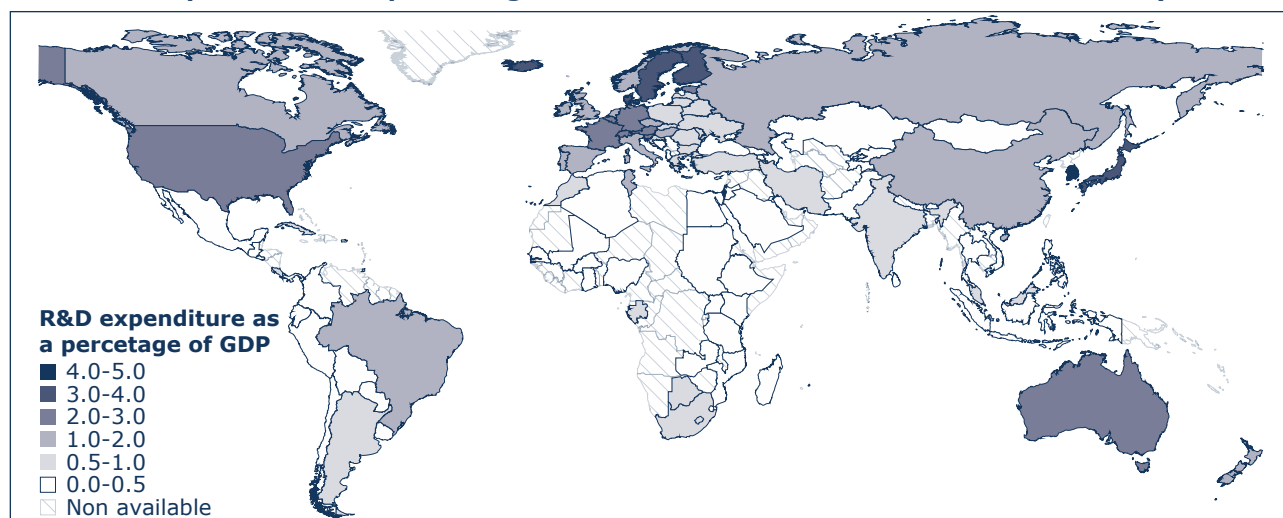 R&D expenditure as
a percetage of GDP
4.0-5.0
3.0-4.0
2.0-3.0
1.0-2.0
0.5-1.0
0.0-0.5
Non available